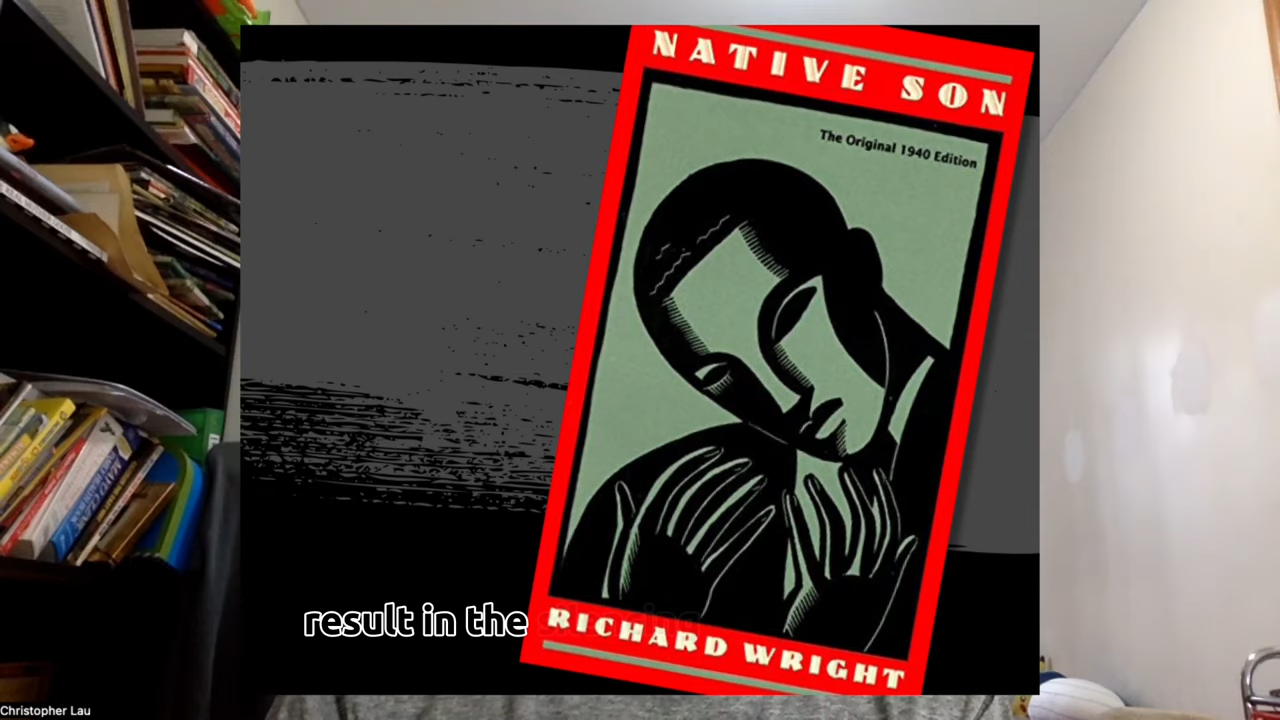 NATIVE SON
The Original 1940 Edition
result in the
RICHARD WRIGHT
Christopher Lau